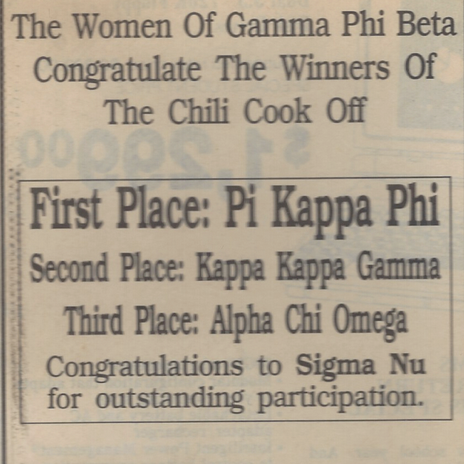 The Women Of Gamma Phi Beta
Congratulate The Winners Of
The Chili Cook Off
First Place: Pi Kappa Phi
Second Place: Kappa Kappa Gamma
Third Place: Alpha Chi Omega
Congratulations to Sigma Nu
for outstanding participation.